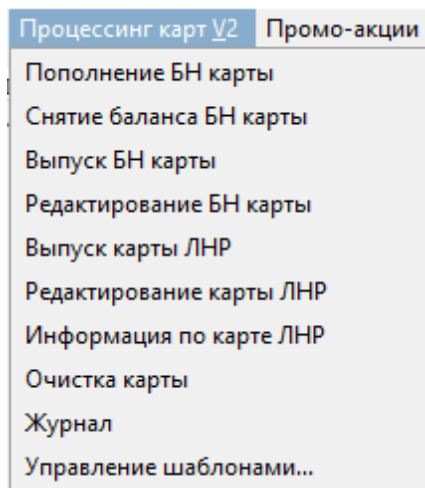 Процессинг карт V2 Промо-акции
Пополнение БН карты
Снятие баланса БН карты
Выпуск БН карты
Редактирование БН карты
Выпуск карты ЛНР
Редактирование карты ЛНР
Информация по карте ЛНР
Очистка карты
Журнал
Управление шаблонами...